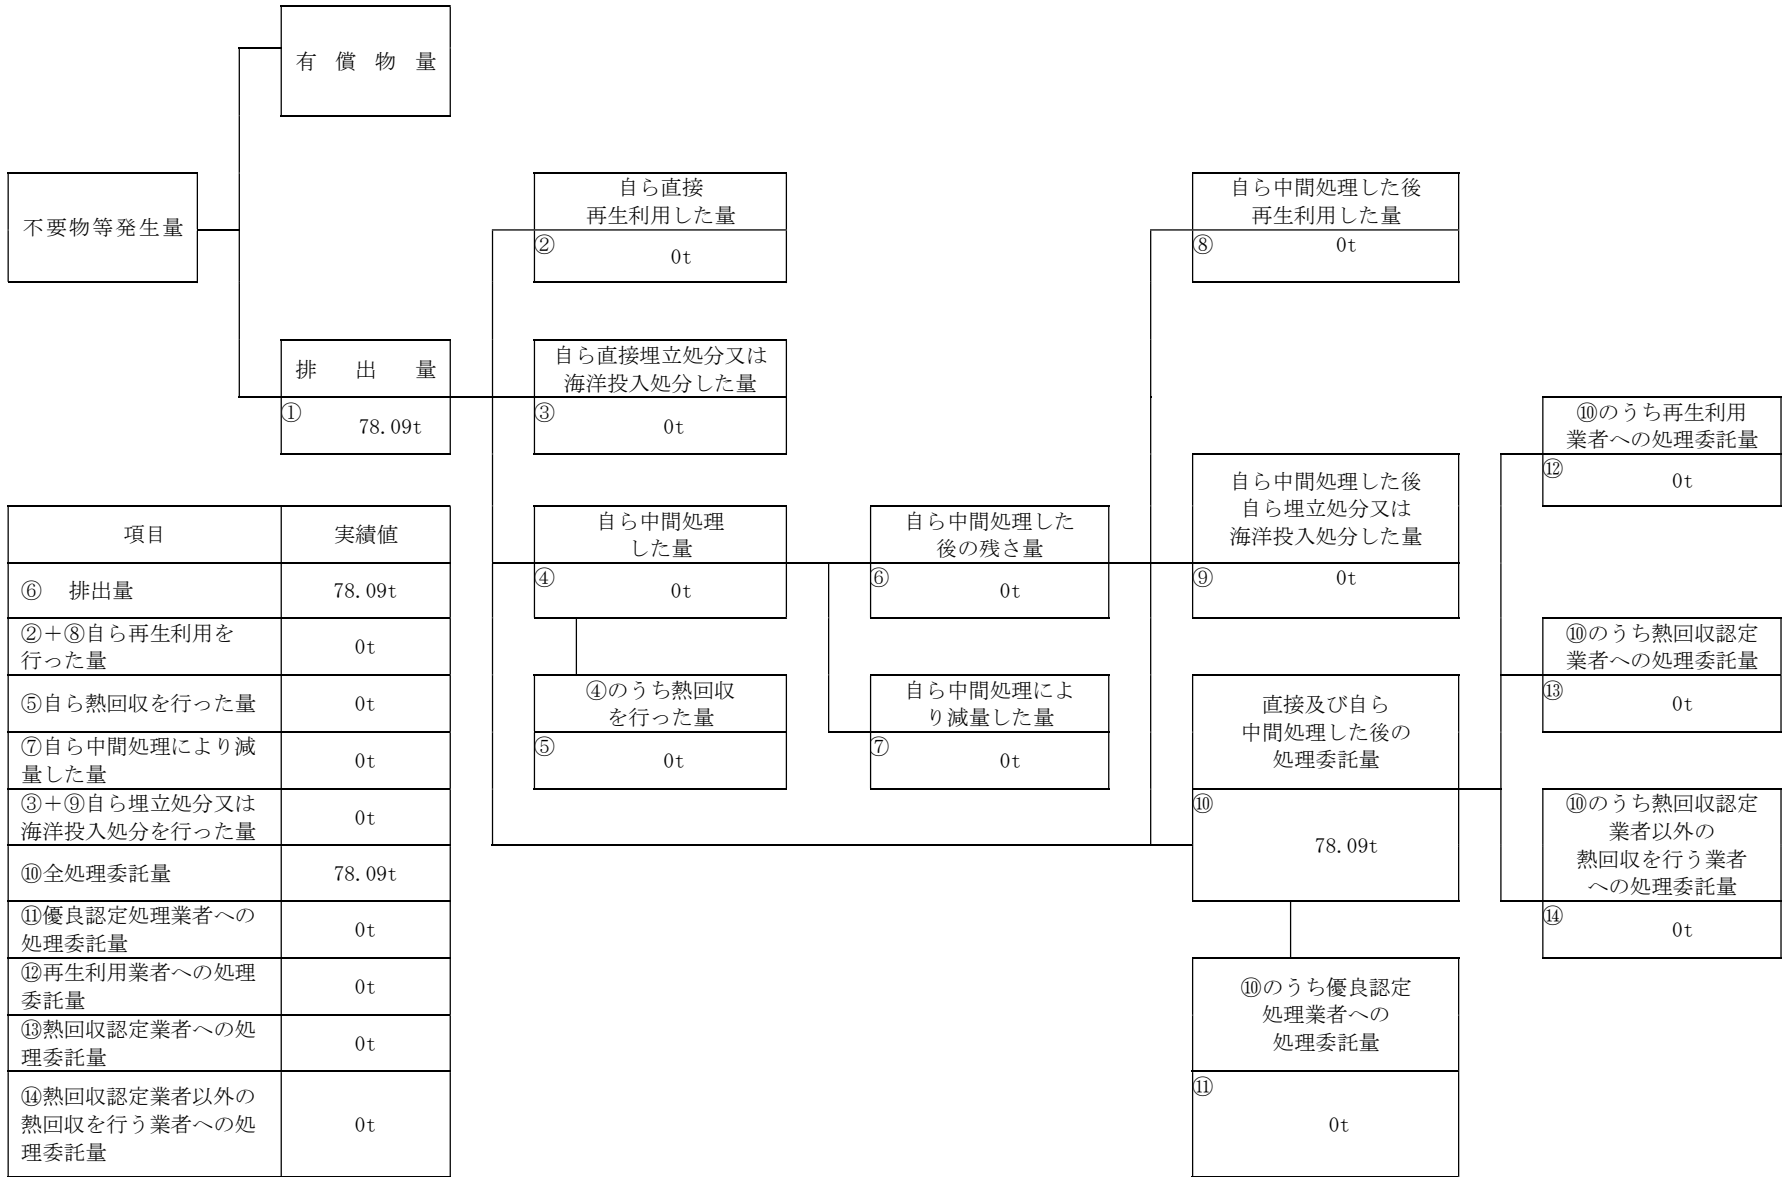 有償物量
不要物等発生量
自ら直接
再生利用した量
② 0t
自ら中間処理した後
再生利用した量
⑧ 0t
排出量
① 78.09t
自ら直接埋立処分又は
海洋投入処分した量
③ 0t
⑩のうち再生利用
業者への処理委託量
⑫ 0t
自ら中間処理
した量
④ 0t
自ら中間処理した
後の残さ量
⑥ 0t
自ら中間処理した後
自ら埋立処分又は
海洋投入処分した量
⑨ 0t
⑩のうち熱回収認定
業者への処理委託量
⑬ 0t
④のうち熱回収
を行った量
⑤ 0t
自ら中間処理によ
り減量した量
⑦ 0t
直接及び自ら
中間処理した後の
処理委託量
⑩ 78.09t
⑩のうち熱回収認定
業者以外の
熱回収を行う業者
への処理委託量
⑭ 0t
⑩のうち優良認定
処理業者への
処理委託量
⑪ 0t
項目 実績値
⑥ 排出量 78.09t
②+⑧自ら再生利用を
行った量 0t
⑤自ら熱回収を行った量 0t
⑦自ら中間処理により減
量した量 0t
③+⑨自ら埋立処分又は
海洋投入処分を行った量 0t
⑩全処理委託量 78.09t
⑪優良認定処理業者への
処理委託量 0t
⑫再生利用業者への処理
委託量 0t
⑬熱回収認定業者への処
理委託量 0t
⑭熱回収認定業者以外の
熱回収を行う業者への処
理委託量 0t